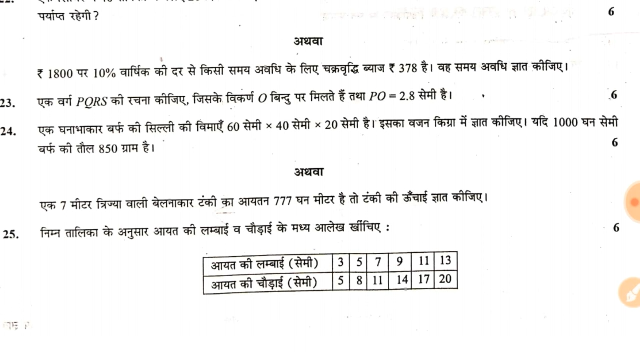 पर्याप्त रहेगी ? 6
अथवा
₹ 1800 पर 10% वार्षिक की दर से किसी समय अवधि के लिए चक्रवृद्धि ब्याज ₹ 378 है। वह समय अवधि ज्ञात कीजिए।
23. एक वर्ग PQRS की रचना कीजिए, जिसके विकर्ण O बिन्दु पर मिलते हैं तथा PO = 2.8 सेमी है। 6
24. एक घनाभाकार बर्फ की सिल्ली की विमाएँ 60 सेमी × 40 सेमी × 20 सेमी है। इसका वजन किग्रा में ज्ञात कीजिए। यदि 1000 घन सेमी
बर्फ की तौल 850 ग्राम है। 6
अथवा
एक 7 मीटर त्रिज्या वाली बेलनाकार टंकी का आयतन 777 घन मीटर है तो टंकी की ऊँचाई ज्ञात कीजिए।
25. निम्न तालिका के अनुसार आयत की लम्बाई व चौड़ाई के मध्य आलेख खींचिए : 6
आयत की लम्बाई (सेमी) 3 5 7 9 11 13
आयत की चौड़ाई (सेमी) 5 8 11 14 17 20